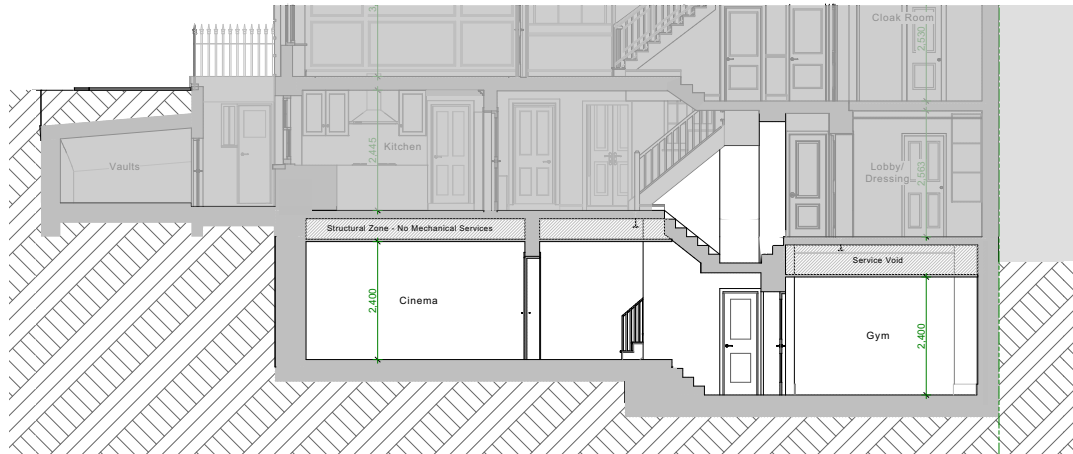 Cloak Room
2,530
Kitchen
2,445
Vaults
Lobby/
Dressing
2,563
Structural Zone - No Mechanical Services
Service Void
Cinema
2,400
Gym
2,400